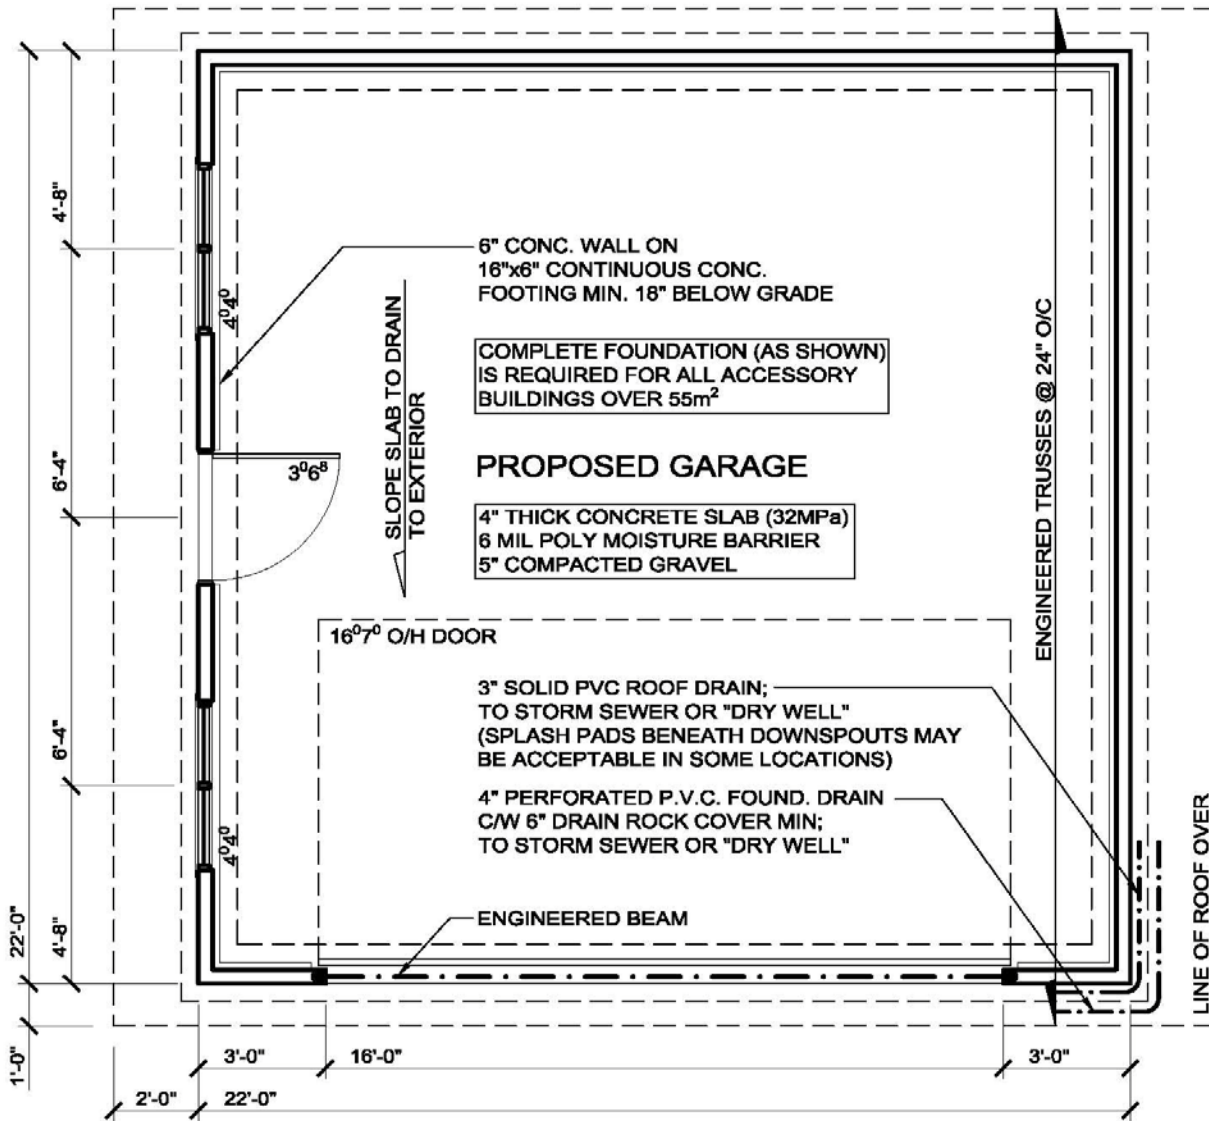 6" CONC. WALL ON
16"x6" CONTINUOUS CONC.
FOOTING MIN. 18" BELOW GRADE
COMPLETE FOUNDATION (AS SHOWN)
IS REQUIRED FOR ALL ACCESSORY
BUILDINGS OVER 55m²
PROPOSED GARAGE
4" THICK CONCRETE SLAB (32MPa)
6 MIL POLY MOISTURE BARRIER
5" COMPACTED GRAVEL
SLOPE SLAB TO DRAIN
TO EXTERIOR
3⁰6⁸
4⁰4⁰
4⁰4⁰
16⁰7⁰ O/H DOOR
3" SOLID PVC ROOF DRAIN;
TO STORM SEWER OR "DRY WELL"
(SPLASH PADS BENEATH DOWNSPOUTS MAY
BE ACCEPTABLE IN SOME LOCATIONS)
4" PERFORATED P.V.C. FOUND. DRAIN
C/W 6" DRAIN ROCK COVER MIN;
TO STORM SEWER OR "DRY WELL"
ENGINEERED BEAM
ENGINEERED TRUSSES @ 24" O/C
LINE OF ROOF OVER
4'-8"
6'-4"
6'-4"
4'-8"
22'-0"
1'-0"
3'-0"
16'-0"
3'-0"
2'-0"
22'-0"